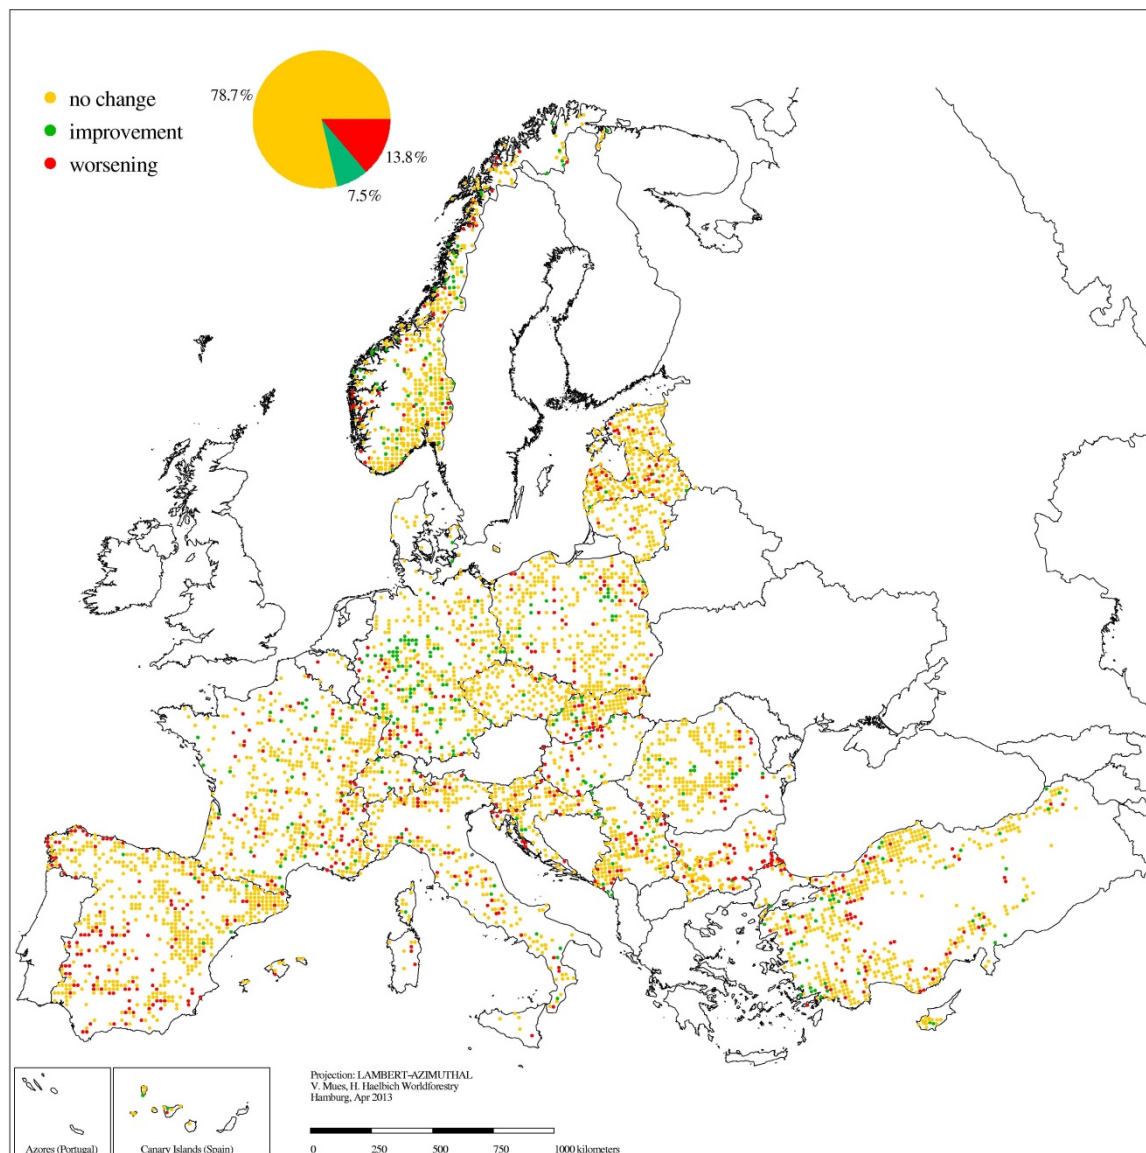 78.7%
no change
improvement
worsening
13.8%
7.5%
Projection: LAMBERT-AZIMUTHAL
V. Mues, H. Haelbich Worldforestry
Hamburg, Apr 2013
Azores (Portugal)
Canary Islands (Spain)
0 250 500 750 1000 kilometers